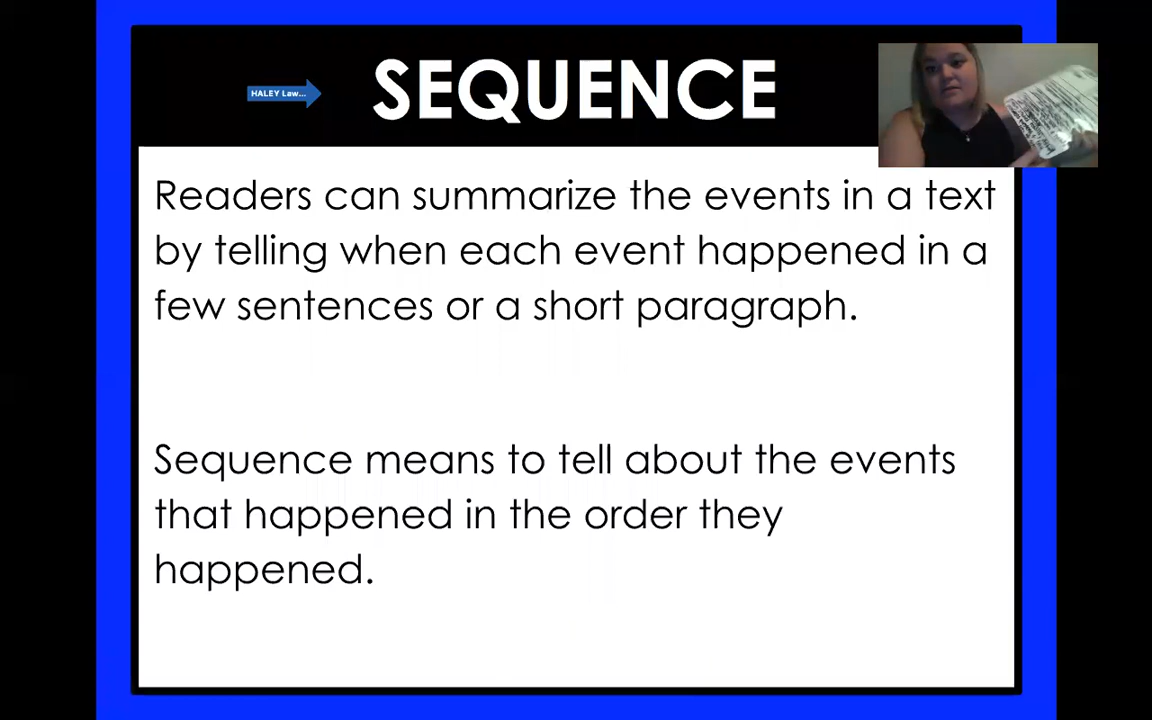 HALEY Law...
SEQUENCE
Readers can summarize the events in a text
by telling when each event happened in a
few sentences or a short paragraph.
Sequence means to tell about the events
that happened in the order they
happened.